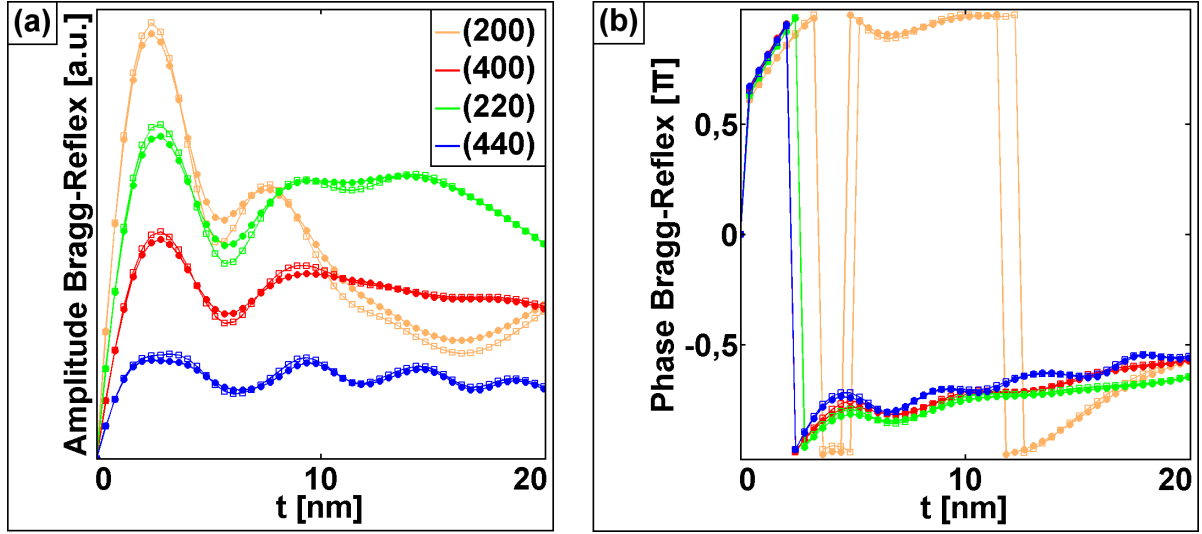 (a)
Amplitude Bragg-Reflex [a.u.]
(200)
(400)
(220)
(440)
0
10
20
t [nm]
(b)
Phase Bragg-Reflex [π]
0,5
0
-0,5
0
10
20
t [nm]